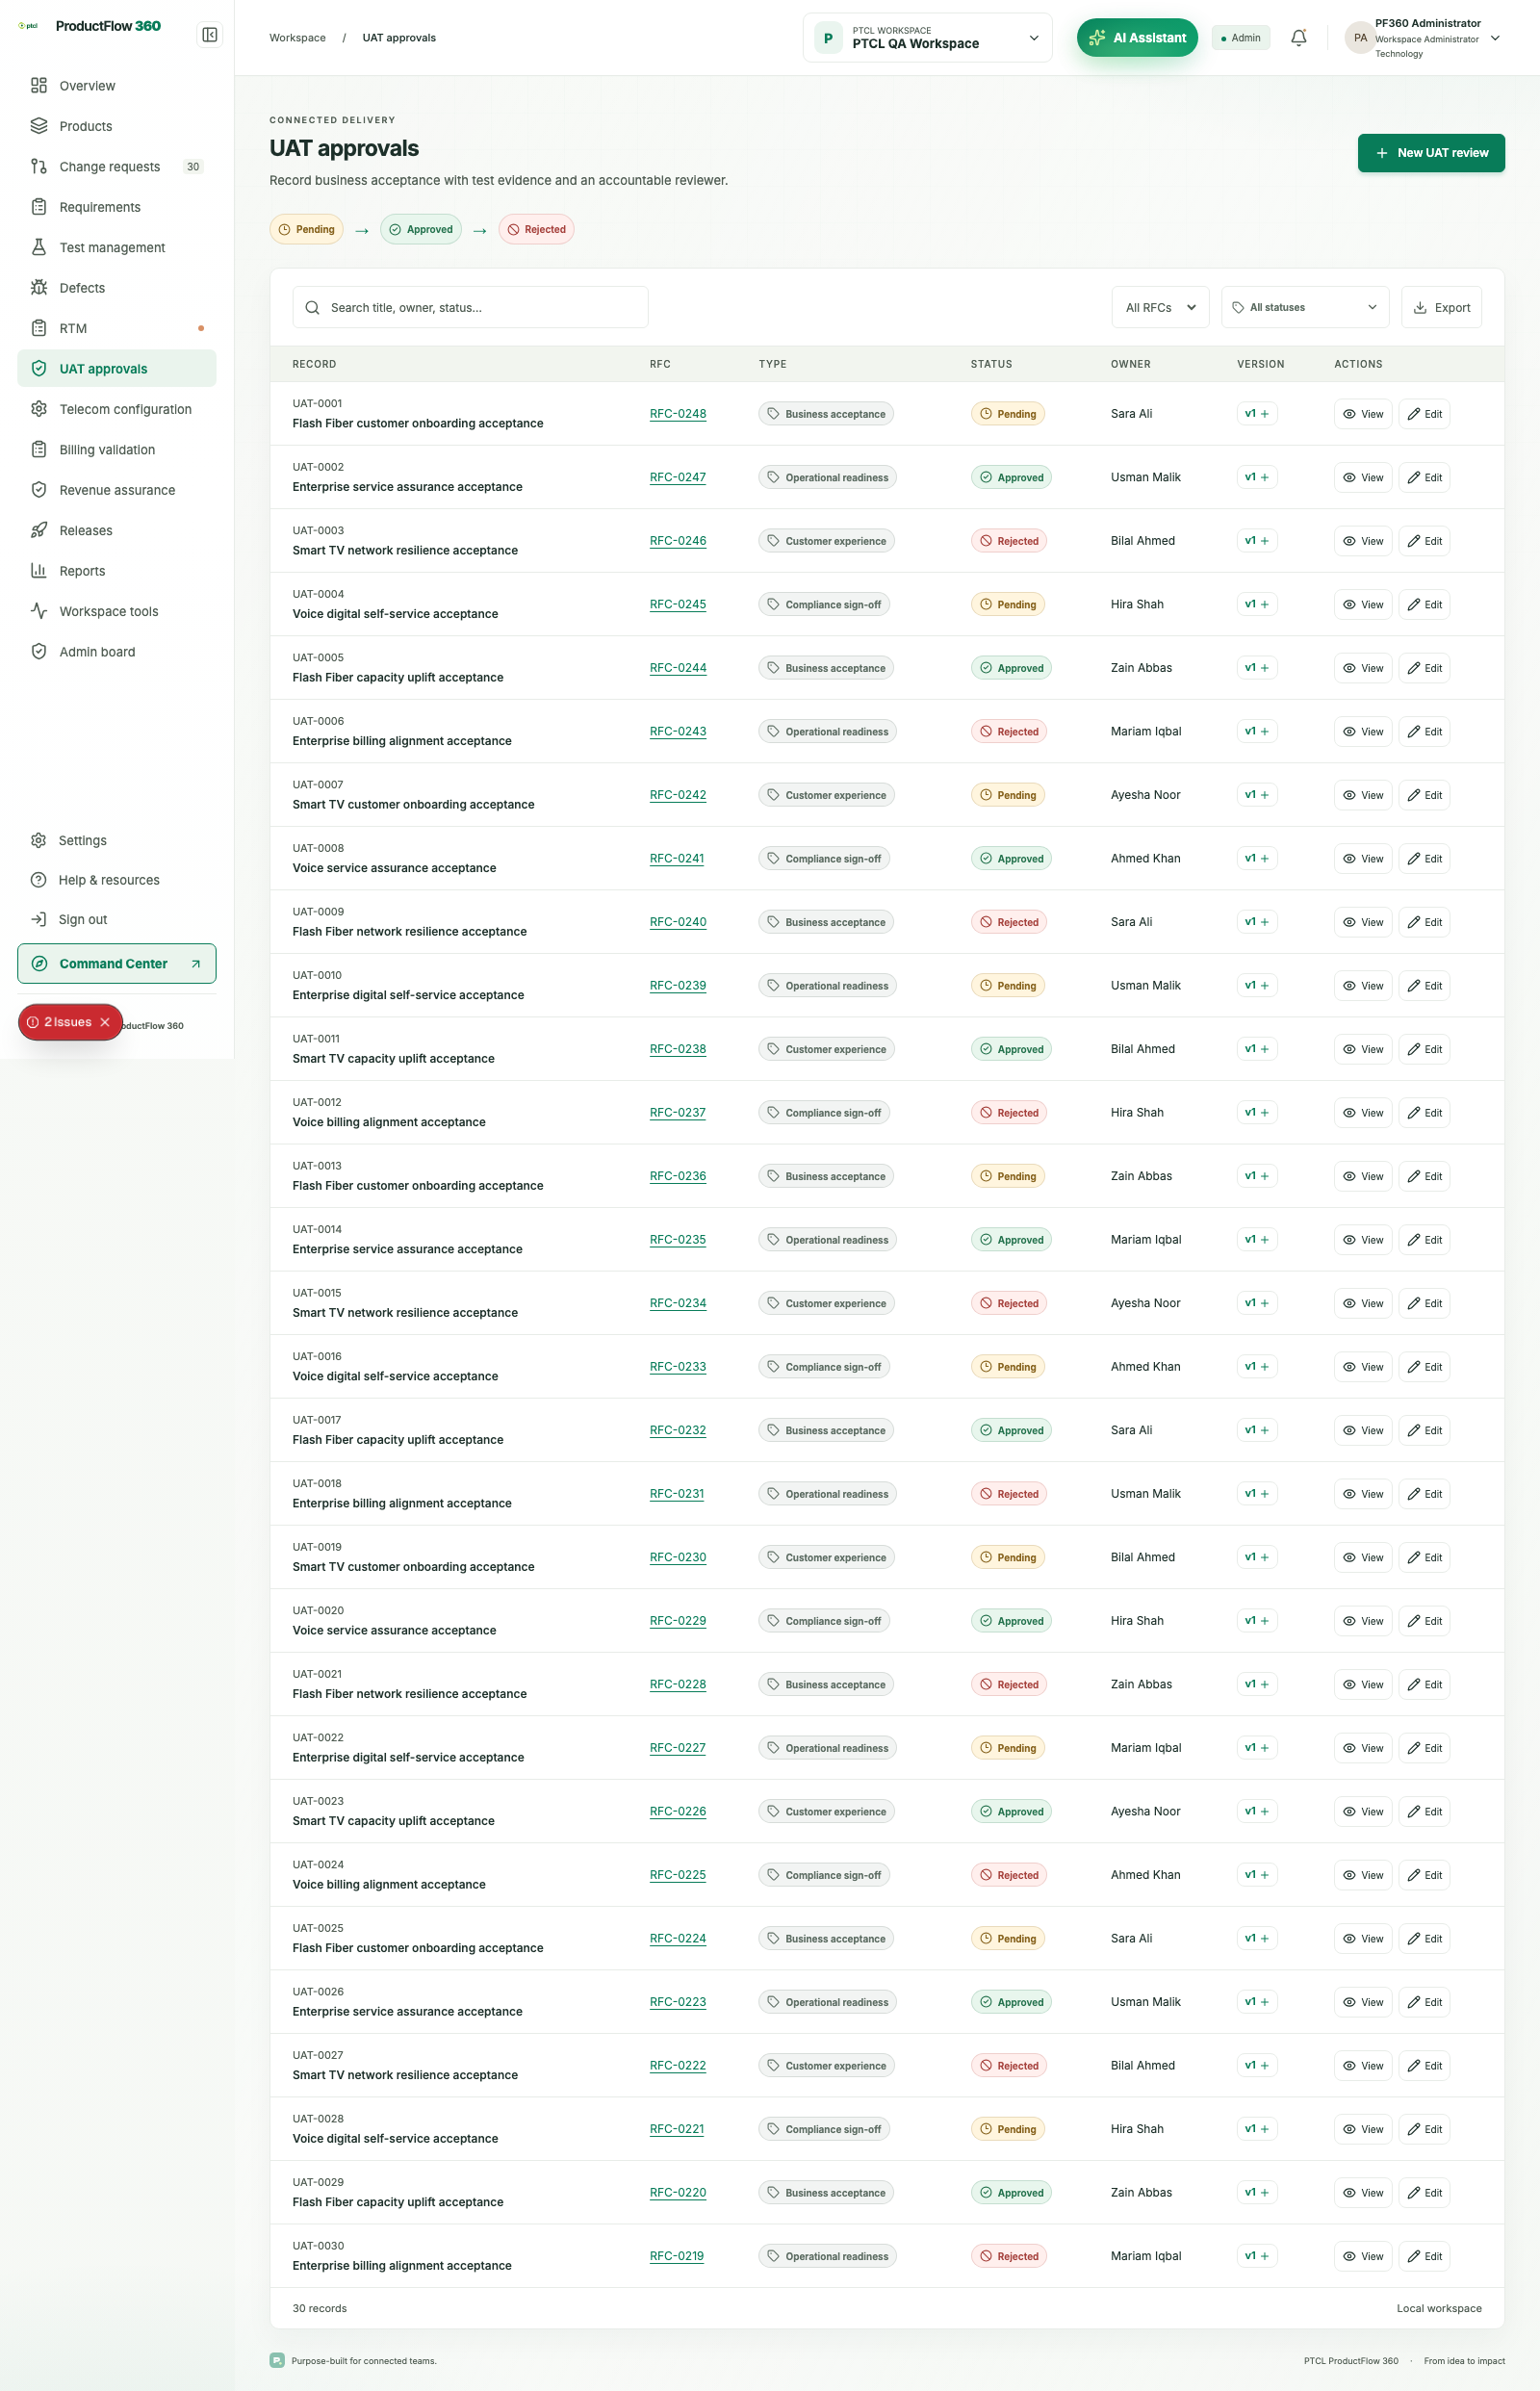 ptcl ProductFlow 360
Overview
Products
Change requests 30
Requirements
Test management
Defects
RTM
UAT approvals
Telecom configuration
Billing validation
Revenue assurance
Releases
Reports
Workspace tools
Admin board
Settings
Help & resources
Sign out
Command Center
2 Issues
oductFlow 360
Workspace / UAT approvals
P
PTCL WORKSPACE
PTCL QA Workspace
AI Assistant
Admin
PA
PF360 Administrator
Workspace Administrator
Technology
CONNECTED DELIVERY
UAT approvals
Record business acceptance with test evidence and an accountable reviewer.
New UAT review
Pending → Approved → Rejected
Search title, owner, status...
All RFCs
All statuses
Export
RECORD RFC TYPE STATUS OWNER VERSION ACTIONS
UAT-0001
Flash Fiber customer onboarding acceptance RFC-0248 Business acceptance Pending Sara Ali v1 + View Edit
UAT-0002
Enterprise service assurance acceptance RFC-0247 Operational readiness Approved Usman Malik v1 + View Edit
UAT-0003
Smart TV network resilience acceptance RFC-0246 Customer experience Rejected Bilal Ahmed v1 + View Edit
UAT-0004
Voice digital self-service acceptance RFC-0245 Compliance sign-off Pending Hira Shah v1 + View Edit
UAT-0005
Flash Fiber capacity uplift acceptance RFC-0244 Business acceptance Approved Zain Abbas v1 + View Edit
UAT-0006
Enterprise billing alignment acceptance RFC-0243 Operational readiness Rejected Mariam Iqbal v1 + View Edit
UAT-0007
Smart TV customer onboarding acceptance RFC-0242 Customer experience Pending Ayesha Noor v1 + View Edit
UAT-0008
Voice service assurance acceptance RFC-0241 Compliance sign-off Approved Ahmed Khan v1 + View Edit
UAT-0009
Flash Fiber network resilience acceptance RFC-0240 Business acceptance Rejected Sara Ali v1 + View Edit
UAT-0010
Enterprise digital self-service acceptance RFC-0239 Operational readiness Pending Usman Malik v1 + View Edit
UAT-0011
Smart TV capacity uplift acceptance RFC-0238 Customer experience Approved Bilal Ahmed v1 + View Edit
UAT-0012
Voice billing alignment acceptance RFC-0237 Compliance sign-off Rejected Hira Shah v1 + View Edit
UAT-0013
Flash Fiber customer onboarding acceptance RFC-0236 Business acceptance Pending Zain Abbas v1 + View Edit
UAT-0014
Enterprise service assurance acceptance RFC-0235 Operational readiness Approved Mariam Iqbal v1 + View Edit
UAT-0015
Smart TV network resilience acceptance RFC-0234 Customer experience Rejected Ayesha Noor v1 + View Edit
UAT-0016
Voice digital self-service acceptance RFC-0233 Compliance sign-off Pending Ahmed Khan v1 + View Edit
UAT-0017
Flash Fiber capacity uplift acceptance RFC-0232 Business acceptance Approved Sara Ali v1 + View Edit
UAT-0018
Enterprise billing alignment acceptance RFC-0231 Operational readiness Rejected Usman Malik v1 + View Edit
UAT-0019
Smart TV customer onboarding acceptance RFC-0230 Customer experience Pending Bilal Ahmed v1 + View Edit
UAT-0020
Voice service assurance acceptance RFC-0229 Compliance sign-off Approved Hira Shah v1 + View Edit
UAT-0021
Flash Fiber network resilience acceptance RFC-0228 Business acceptance Rejected Zain Abbas v1 + View Edit
UAT-0022
Enterprise digital self-service acceptance RFC-0227 Operational readiness Pending Mariam Iqbal v1 + View Edit
UAT-0023
Smart TV capacity uplift acceptance RFC-0226 Customer experience Approved Ayesha Noor v1 + View Edit
UAT-0024
Voice billing alignment acceptance RFC-0225 Compliance sign-off Rejected Ahmed Khan v1 + View Edit
UAT-0025
Flash Fiber customer onboarding acceptance RFC-0224 Business acceptance Pending Sara Ali v1 + View Edit
UAT-0026
Enterprise service assurance acceptance RFC-0223 Operational readiness Approved Usman Malik v1 + View Edit
UAT-0027
Smart TV network resilience acceptance RFC-0222 Customer experience Rejected Bilal Ahmed v1 + View Edit
UAT-0028
Voice digital self-service acceptance RFC-0221 Compliance sign-off Pending Hira Shah v1 + View Edit
UAT-0029
Flash Fiber capacity uplift acceptance RFC-0220 Business acceptance Approved Zain Abbas v1 + View Edit
UAT-0030
Enterprise billing alignment acceptance RFC-0219 Operational readiness Rejected Mariam Iqbal v1 + View Edit
30 records Local workspace
P. Purpose-built for connected teams. PTCL ProductFlow 360 · From idea to impact